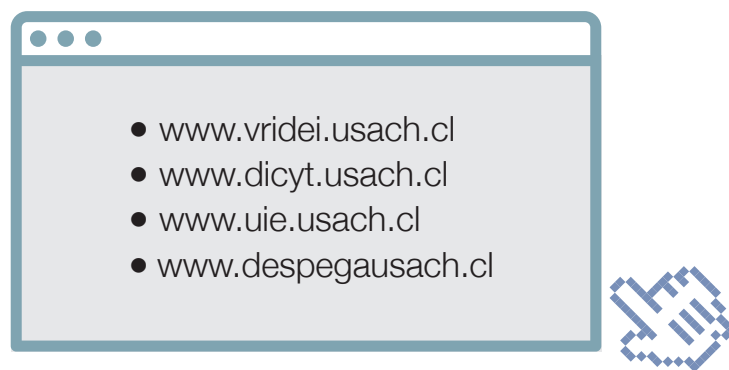 • www.vridei.usach.cl
• www.dicyt.usach.cl
• www.uie.usach.cl
• www.despegausach.cl